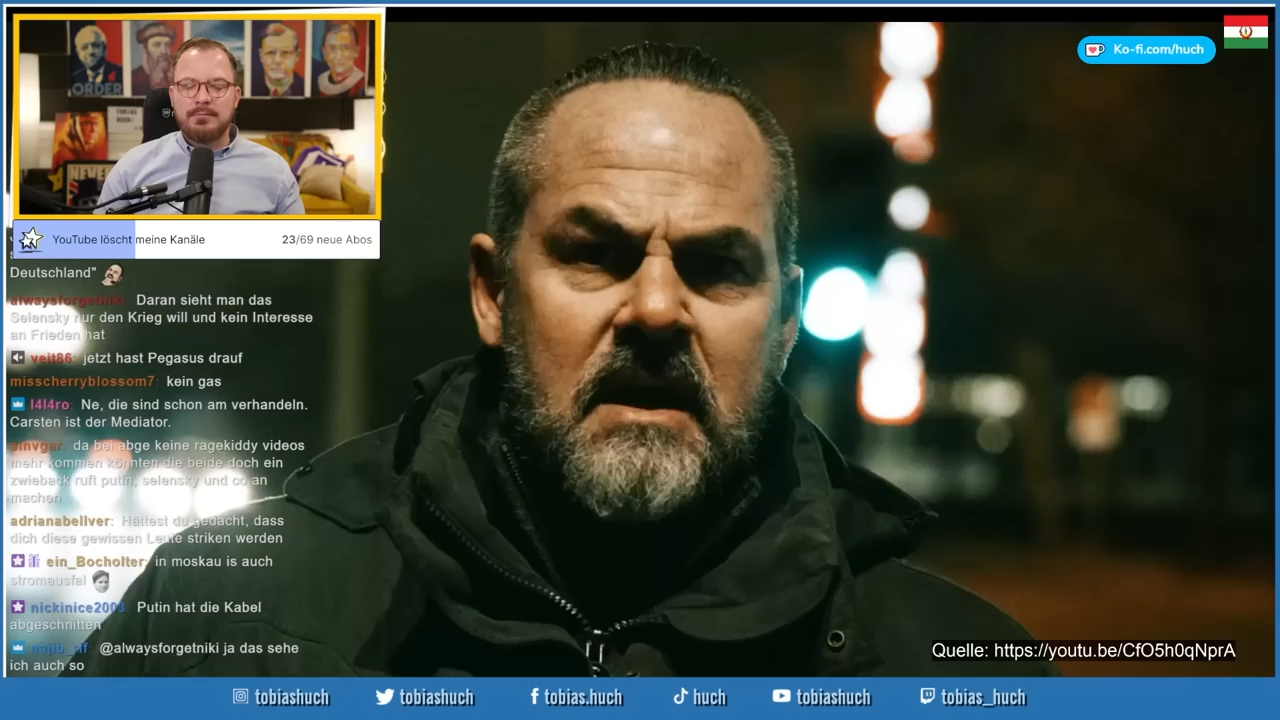 ORDER
NEVER
Ko-fi.com/huch
YouTube löscht meine Kanäle
23/69 neue Abos
Deutschland"
alwaysforgetniki: Daran sieht man das
Selensky nur den Krieg will und kein Interesse
an Frieden hat
veit86: jetzt hast Pegasus drauf
misscherryblossom7: kein gas
l4l4ro: Ne, die sind schon am verhandeln.
Carsten ist der Mediator.
da bei abge keine ragekiddy videos
mehr kommen könnten die beide doch ein
zwieback ruft putin, selensky und co an
machen
adrianabellver: Hättest du gedacht, dass
dich diese gewissen Leute striken werden
ein_Bocholter: in moskau is auch
stromausfal
nickinice2003: Putin hat die Kabel
abgeschnitten
@alwaysforgetniki ja das sehe
ich auch so
Quelle: https://youtu.be/CfO5h0qNprA
tobiashuch
tobiashuch
tobias.huch
huch
tobiashuch
tobias_huch